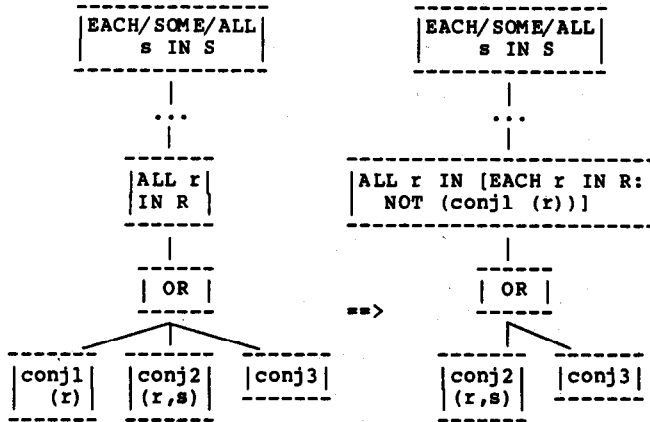 EACH/SOME/ALL
s IN S
...
ALL r
IN R
OR
conj1
(r)
conj2
(r,s)
conj3
==>
EACH/SOME/ALL
s IN S
...
ALL r IN [EACH r IN R:
NOT (conj1 (r))]
OR
conj2
(r,s)
conj3